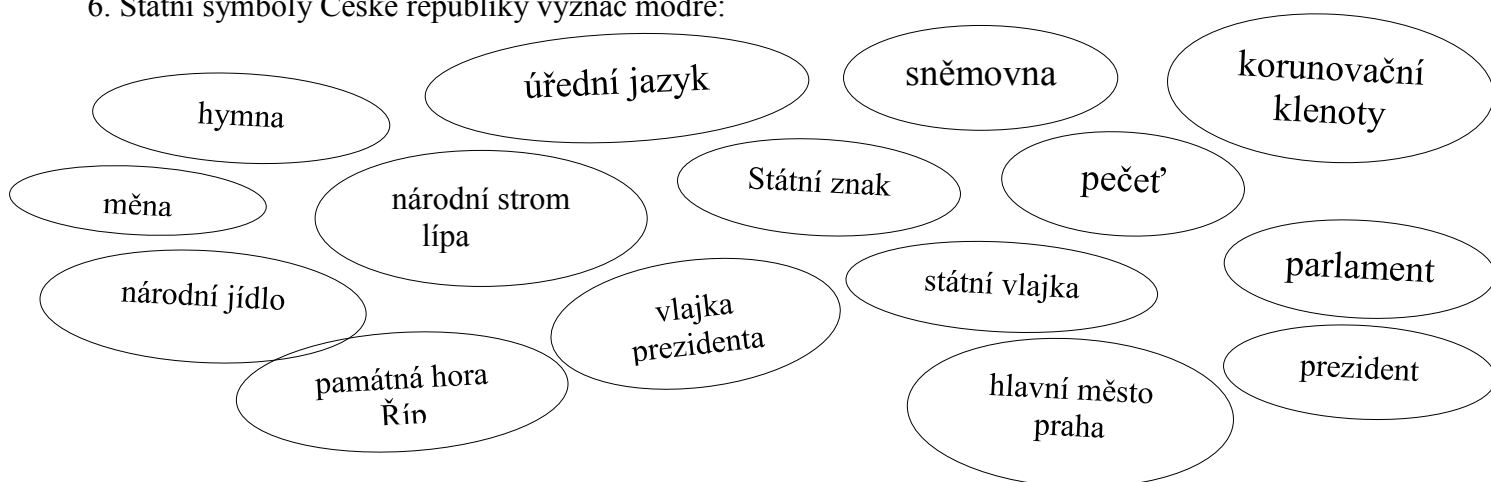 6. Státní symboly České republiky vyznač modře:
úřední jazyk
sněmovna
korunovační
klenoty
hymna
měna
národní strom
lípa
Státní znak
pečeť
národní jídlo
vlajka
prezidenta
státní vlajka
parlament
památná hora
Říp
hlavní město
praha
prezident